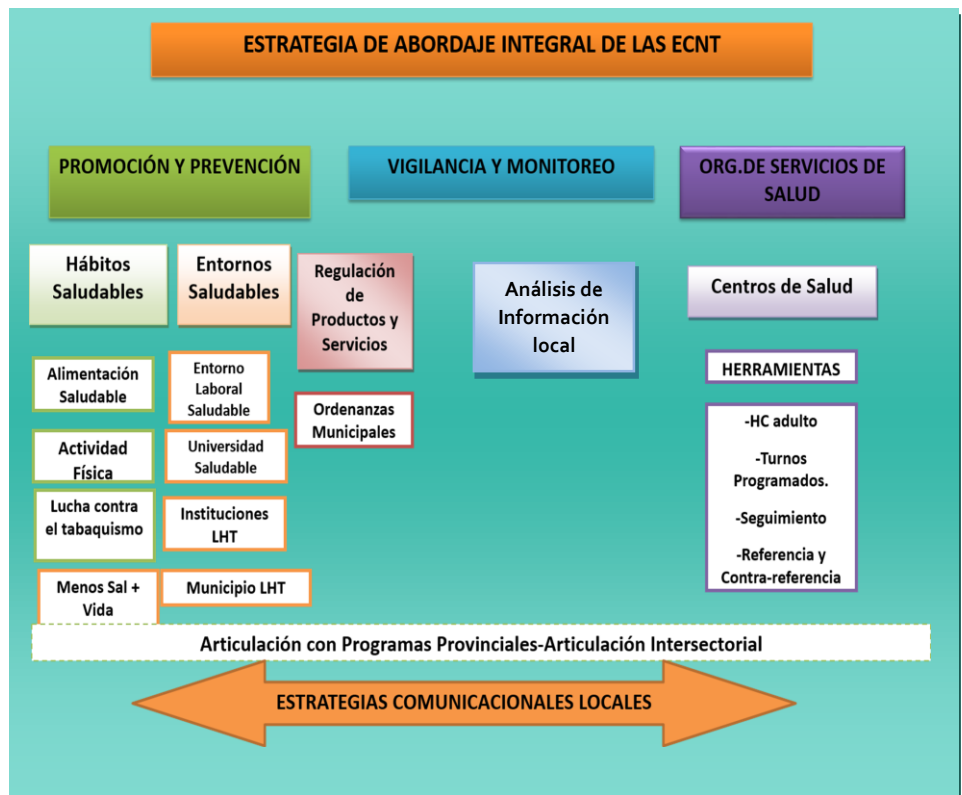 ESTRATEGIA DE ABORDAJE INTEGRAL DE LAS ECNT
PROMOCIÓN Y PREVENCIÓN
VIGILANCIA Y MONITOREO
ORG.DE SERVICIOS DE
SALUD
Hábitos
Saludables
Entornos
Saludables
Regulación
de
Productos y
Servicios
Análisis de
Información
local
Centros de Salud
Alimentación
Saludable
Actividad
Física
Lucha contra
el tabaquismo
Menos Sal +
Vida
Entorno
Laboral
Saludable
Universidad
Saludable
Instituciones
LHT
Municipio LHT
Ordenanzas
Municipales
HERRAMIENTAS
-HC adulto
-Turnos
Programados.
-Seguimiento
-Referencia y
Contra-referencia
Articulación con Programas Provinciales-Articulación Intersectorial
ESTRATEGIAS COMUNICACIONALES LOCALES